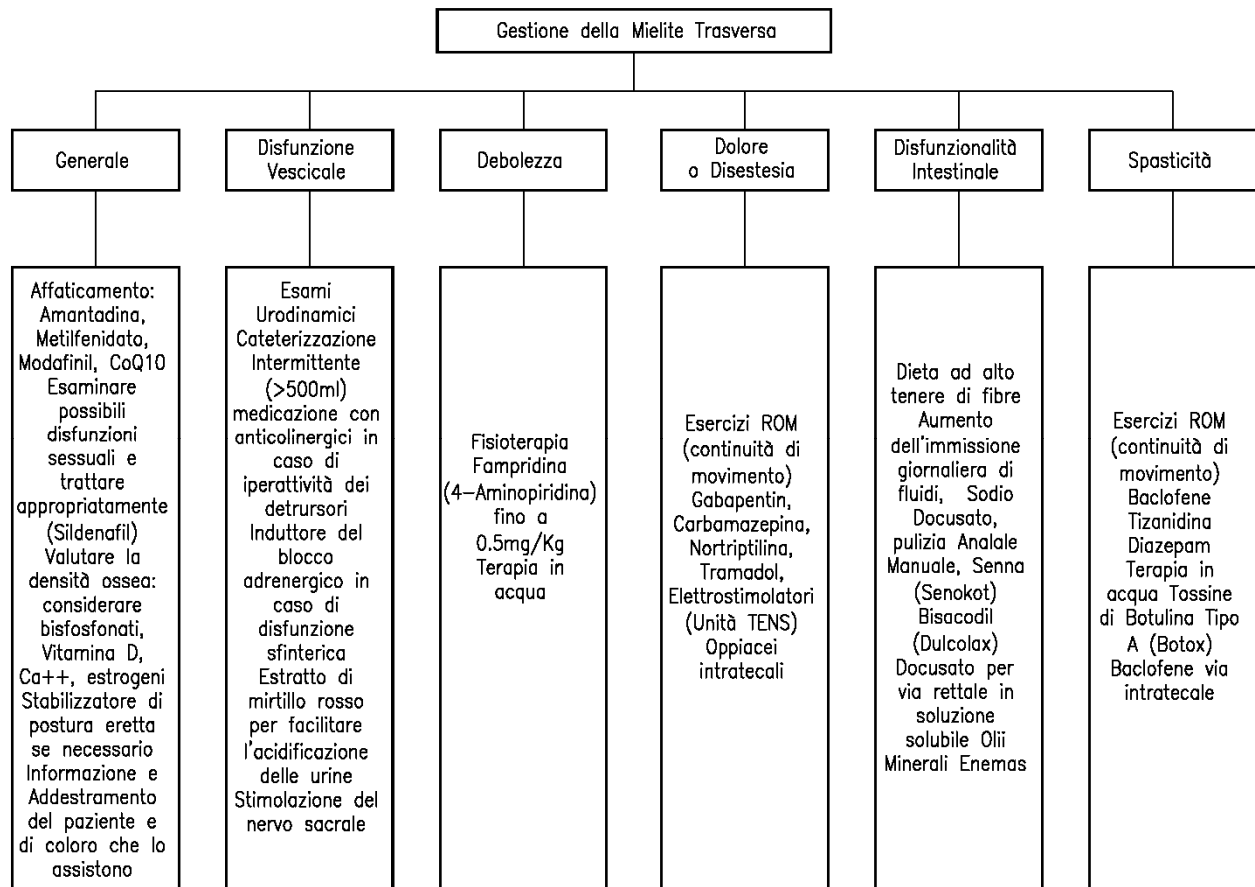 Gestione della Mielite Trasversa
Generale
Disfunzione
Vescicale
Debolezza
Dolore
o Disestesia
Disfunzionalità
Intestinale
Spasticità
Affaticamento:
Amantadina,
Metilfenidato,
Modafinil, CoQ10
Esaminare
possibili
disfunzioni
sessuali e
trattare
appropriatamente
(Sildenafil)
Valutare la
densità ossea:
considerare
bisfosfonati,
Vitamina D,
Ca++, estrogeni
Stabilizzatore di
postura eretta
se necessario
Informazione e
Addestramento
del paziente e
di coloro che lo
assistono
Esami
Urodinamici
Cateterizzazione
Intermittente
(>500ml)
medicazione con
anticolinergici in
caso di
iperattività dei
detrursori
Induttore del
blocco
adrenergico in
caso di
disfunzione
sfinterica
Estratto di
mirtillo rosso
per facilitare
l'acidificazione
delle urine
Stimolazione del
nervo sacrale
Fisioterapia
Fampridina
(4-Aminopiridina)
fino a
0.5mg/Kg
Terapia in
acqua
Esercizi ROM
(continuità di
movimento)
Gabapentin,
Carbamazepina,
Nortriptilina,
Tramadol,
Elettrostimolatori
(Unità TENS)
Oppiacei
intratecali
Dieta ad alto
tenere di fibre
Aumento
dell'immissione
giornaliera di
fluidi, Sodio
Docusato,
pulizia Analale
Manuale, Senna
(Senokot)
Bisacodil
(Dulcolax)
Docusato per
via rettale in
soluzione
solubile Olii
Minerali Enemas
Esercizi ROM
(continuità di
movimento)
Baclofene
Tizanidina
Diazepam
Terapia in
acqua Tossine
di Botulina Tipo
A (Botox)
Baclofene via
intratecale